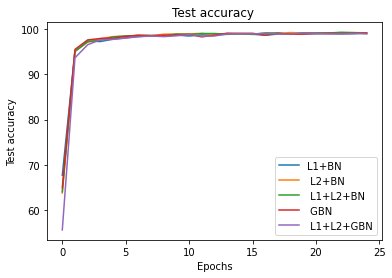 Test accuracy
100
90
80
70
60
Test accuracy
0
5
10
15
20
25
Epochs
L1+BN
L2+BN
L1+L2+BN
GBN
L1+L2+GBN